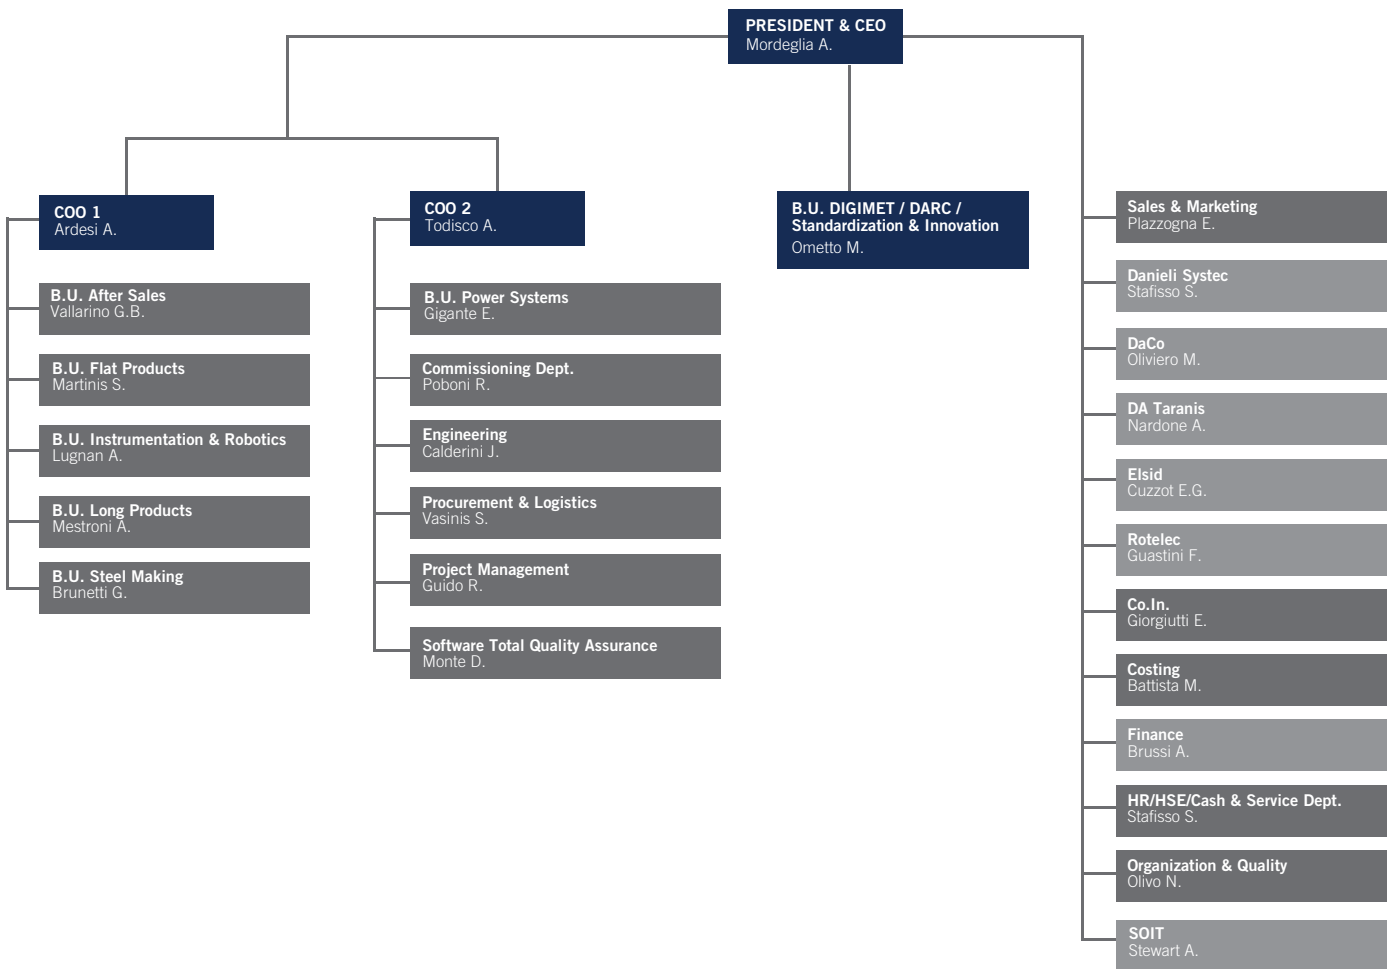 PRESIDENT & CEO
Mordeglia A.
COO 1
Ardesi A.
B.U. After Sales
Vallarino G.B.
B.U. Flat Products
Martinis S.
B.U. Instrumentation & Robotics
Lugnan A.
B.U. Long Products
Mestroni A.
B.U. Steel Making
Brunetti G.
COO 2
Todisco A.
B.U. Power Systems
Gigante E.
Commissioning Dept.
Poboni R.
Engineering
Calderini J.
Procurement & Logistics
Vasinis S.
Project Management
Guido R.
Software Total Quality Assurance
Monte D.
B.U. DIGIMET / DARC /
Standardization & Innovation
Ometto M.
Sales & Marketing
Plazzogna E.
Danieli Systec
Stafisso S.
DaCo
Oliviero M.
DA Taranis
Nardone A.
Elsid
Cuzzot E.G.
Rotelec
Guastini F.
Co.In.
Giorgiutti E.
Costing
Battista M.
Finance
Brussi A.
HR/HSE/Cash & Service Dept.
Stafisso S.
Organization & Quality
Olivo N.
SOIT
Stewart A.